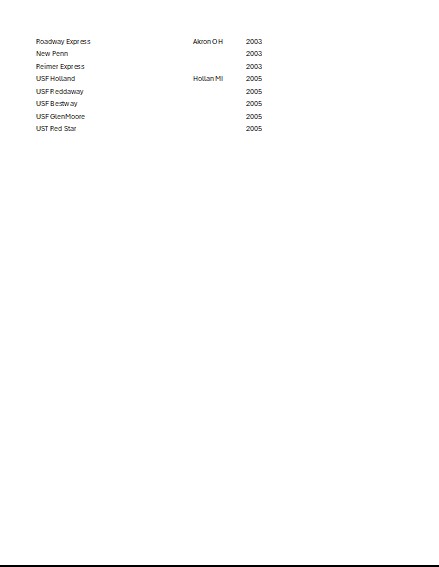 Roadway Express Akron OH 2003
New Penn 2003
Reimer Express 2003
USF Holland Hollan MI 2005
USF Reddaway 2005
USF Bestway 2005
USF GlenMoore 2005
UST Red Star 2005